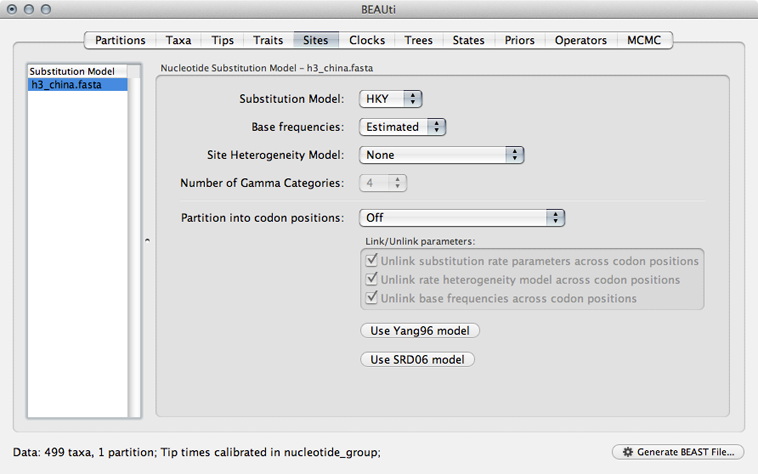 BEAUti
Partitions Taxa Tips Traits Sites Clocks Trees States Priors Operators MCMC
Substitution Model
h3_china.fasta
Nucleotide Substitution Model - h3_china.fasta
Substitution Model: HKY
Base frequencies: Estimated
Site Heterogeneity Model: None
Number of Gamma Categories: 4
Partition into codon positions: Off
Link/Unlink parameters:
Unlink substitution rate parameters across codon positions
Unlink rate heterogeneity model across codon positions
Unlink base frequencies across codon positions
Use Yang96 model
Use SRD06 model
Data: 499 taxa, 1 partition; Tip times calibrated in nucleotide_group;
Generate BEAST File...